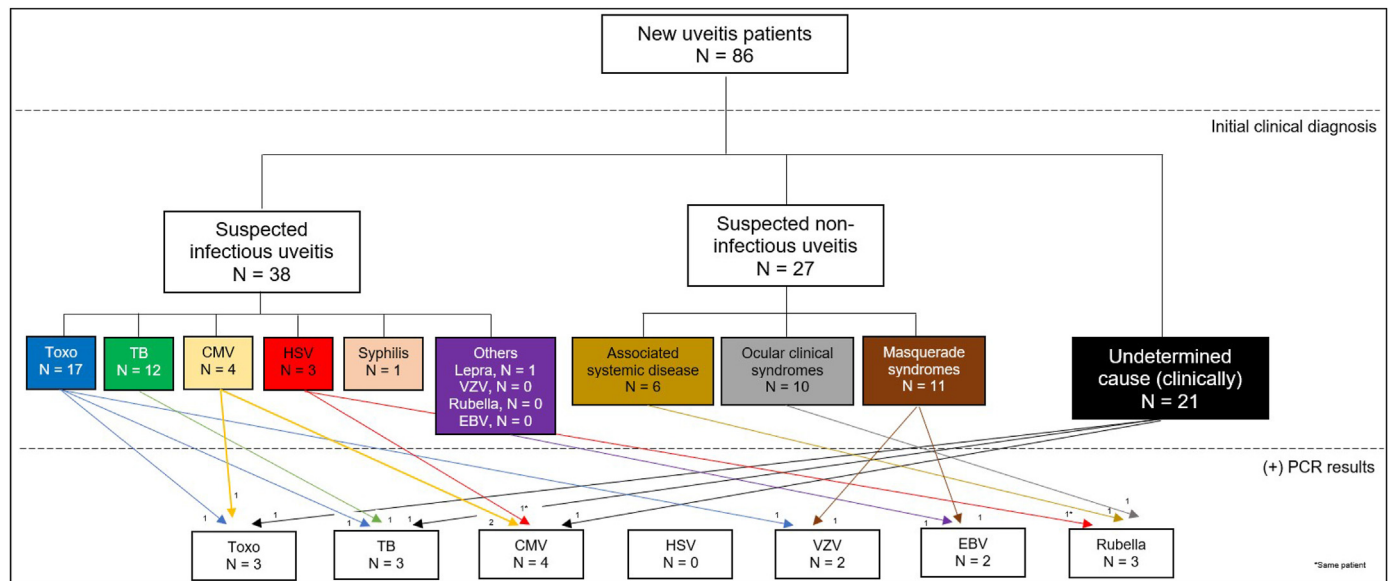 New uveitis patients
N = 86
Initial clinical diagnosis
Suspected
infectious uveitis
N = 38
Suspected non-
infectious uveitis
N = 27
Toxo
N = 17
TB
N = 12
CMV
N = 4
HSV
N = 3
Syphilis
N = 1
Others
Lepra, N = 1
VZV, N = 0
Rubella, N = 0
EBV, N = 0
Associated
systemic disease
N = 6
Ocular clinical
syndromes
N = 10
Masquerade
syndromes
N = 11
Undetermined
cause (clinically)
N = 21
(+) PCR results
1
1
1
1
1
1
1*
2
1
1
1
1
1
1
1*
1
1
Toxo
N = 3
TB
N = 3
CMV
N = 4
HSV
N = 0
VZV
N = 2
EBV
N = 2
Rubella
N = 3
*Same patient